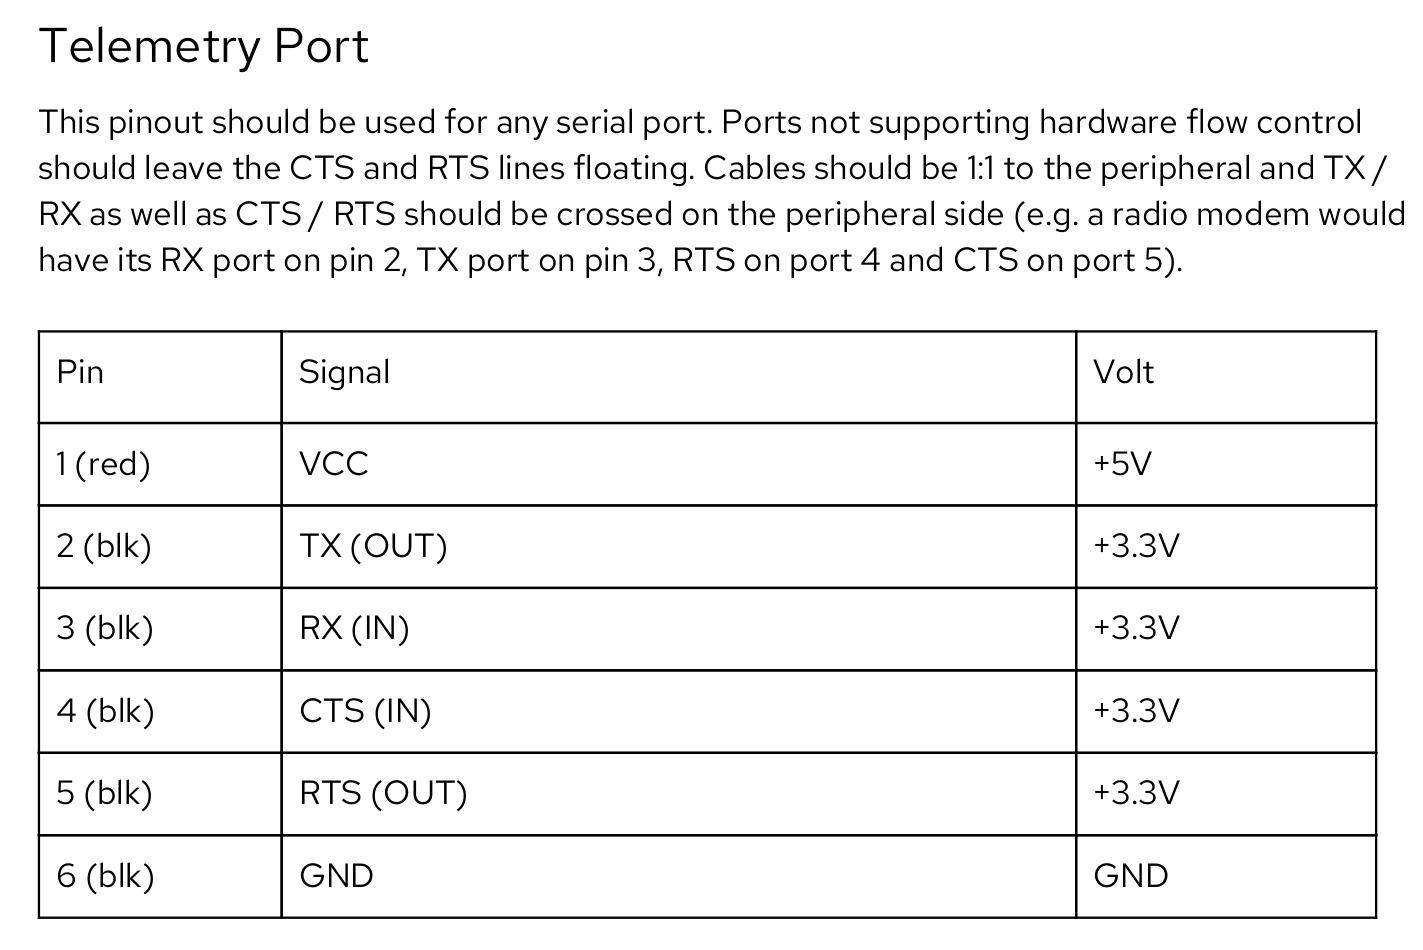 Telemetry Port
This pinout should be used for any serial port. Ports not supporting hardware flow control
should leave the CTS and RTS lines floating. Cables should be 1:1 to the peripheral and TX /
RX as well as CTS / RTS should be crossed on the peripheral side (e.g. a radio modem would
have its RX port on pin 2, TX port on pin 3, RTS on port 4 and CTS on port 5).
Pin Signal Volt
1 (red) VCC +5V
2 (blk) TX (OUT) +3.3V
3 (blk) RX (IN) +3.3V
4 (blk) CTS (IN) +3.3V
5 (blk) RTS (OUT) +3.3V
6 (blk) GND GND